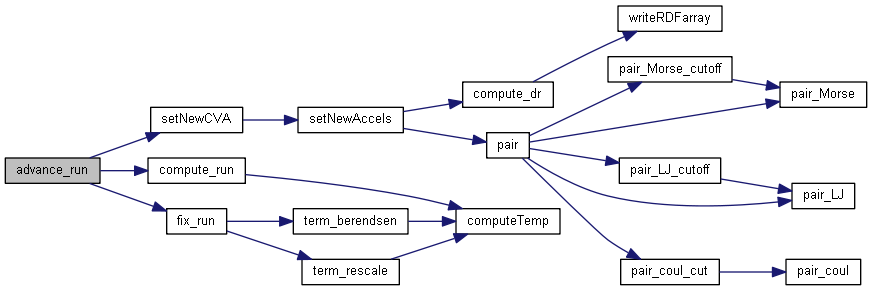 advance_run
setNewCVA
compute_run
fix_run
setNewAccels
term_berendsen
term_rescale
compute_dr
pair
computeTemp
writeRDFarray
pair_Morse_cutoff
pair_LJ_cutoff
pair_coul_cut
pair_Morse
pair_LJ
pair_coul